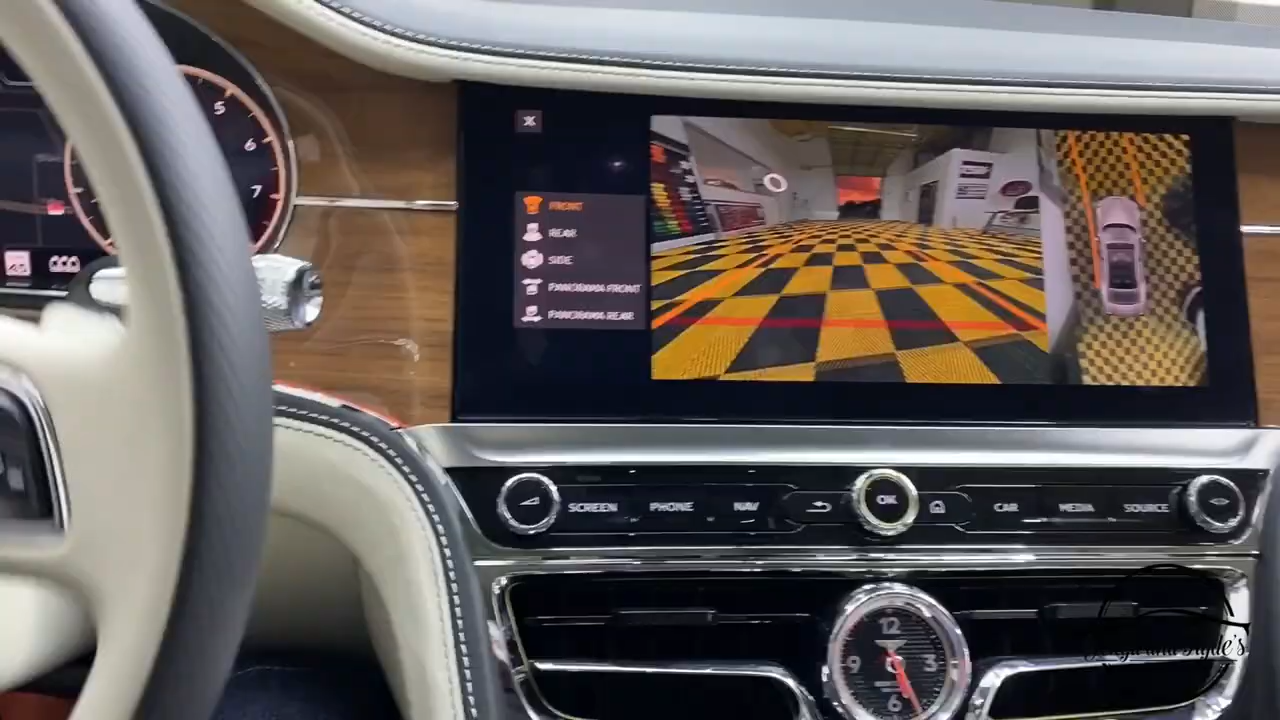 5
6
7
FRONT
REAR
SIDE
PANORAMA FRONT
PANORAMA REAR
SCREEN PHONE NAV OK CAR MEDIA SOURCE
12
9 3
6